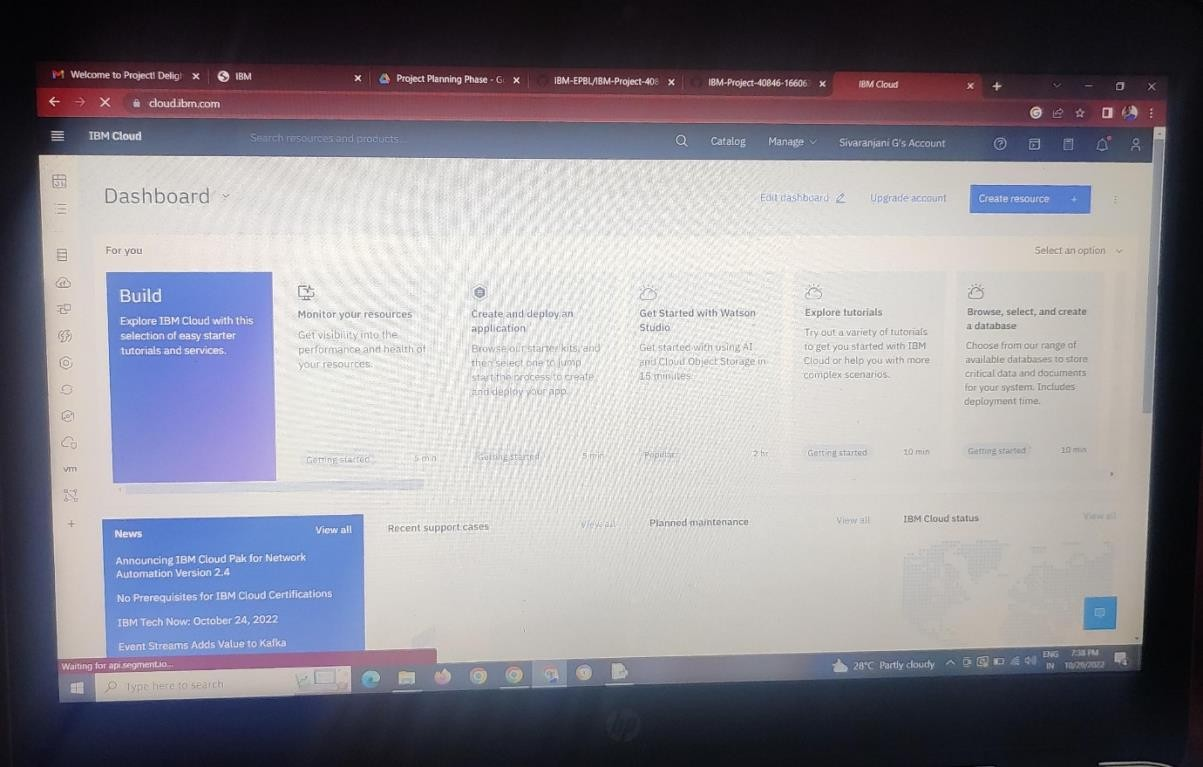 Welcome to Project! Deligh
IBM
Project Planning Phase - G
IBM-EPBL/IBM-Project-408
IBM-Project-40846-16606
IBM Cloud
cloud.ibm.com
IBM Cloud
Search resources and products...
Catalog
Manage
Sivaranjani G's Account
Dashboard
Edit dashboard
Upgrade account
Create resource +
For you
Select an option
Build
Explore IBM Cloud with this
selection of easy starter
tutorials and services.
Monitor your resources
Get visibility into the
performance and health of
your resources.
Getting started
5 min
Create and deploy an
application
Browse our starter kits, and
then select one to jump
start the process to create
and deploy your app.
Getting started
5 min
Get Started with Watson
Studio
Get started with using AI
and Cloud Object Storage in
15 minutes.
Popular
2 hr
Explore tutorials
Try out a variety of tutorials
to get you started with IBM
Cloud or help you with more
complex scenarios.
Getting started
10 min
Browse, select, and create
a database
Choose from our range of
available databases to store
critical data and documents
for your system. Includes
deployment time.
Getting started
10 min
vm
News
View all
Announcing IBM Cloud Pak for Network
Automation Version 2.4
No Prerequisites for IBM Cloud Certifications
IBM Tech Now: October 24, 2022
Event Streams Adds Value to Kafka
Recent support cases
View all
Planned maintenance
View all
IBM Cloud status
View all
Waiting for api.segment.io...
Type here to search
28°C Partly cloudy
ENG
IN
7:38 PM
10/29/2022
4
hp